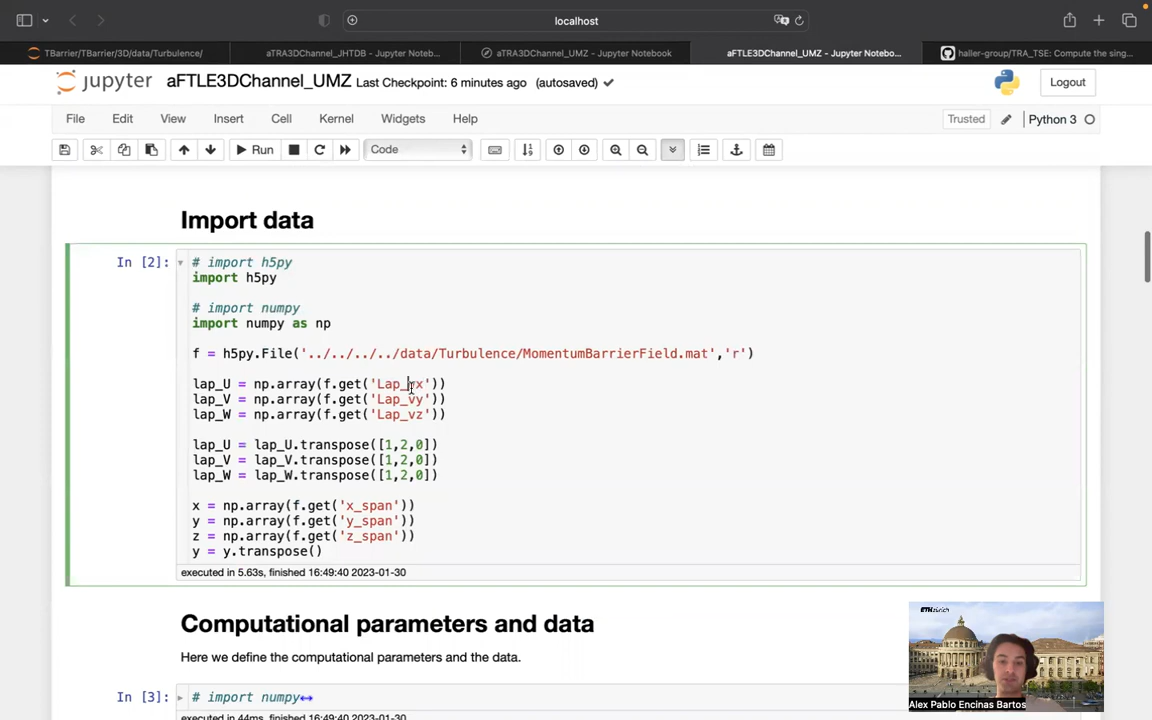 localhost
TBarrier/TBarrier/3D/data/Turbulence/
aTRA3DChannel_JHTDB - Jupyter Noteb...
aTRA3DChannel_UMZ - Jupyter Notebook
aFTLE3DChannel_UMZ - Jupyter Notebo...
haller-group/TRA_TSE: Compute the sing...
jupyter aFTLE3DChannel_UMZ Last Checkpoint: 6 minutes ago (autosaved)
Logout
File Edit View Insert Cell Kernel Widgets Help
Trusted Python 3
Run Code
Import data
In [2]: # import h5py
import h5py
# import numpy
import numpy as np
f = h5py.File('../../../../data/Turbulence/MomentumBarrierField.mat','r')
lap_U = np.array(f.get('Lap_vx'))
lap_V = np.array(f.get('Lap_vy'))
lap_W = np.array(f.get('Lap_vz'))
lap_U = lap_U.transpose([1,2,0])
lap_V = lap_V.transpose([1,2,0])
lap_W = lap_W.transpose([1,2,0])
x = np.array(f.get('x_span'))
y = np.array(f.get('y_span'))
z = np.array(f.get('z_span'))
y = y.transpose()
executed in 5.63s, finished 16:49:40 2023-01-30
Computational parameters and data
Here we define the computational parameters and the data.
In [3]: # import numpy
executed in 44ms, finished 16:49:40 2023-01-30
Alex Pablo Encinas Bartos